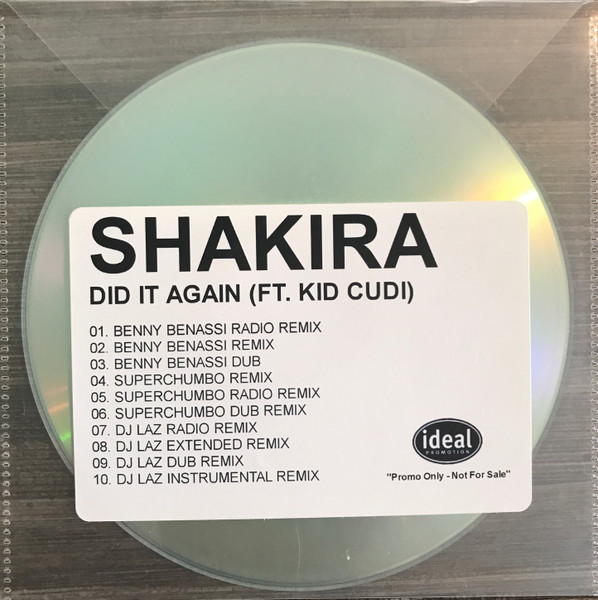 SHAKIRA
DID IT AGAIN (FT. KID CUDI)
01. BENNY BENASSI RADIO REMIX
02. BENNY BENASSI REMIX
03. BENNY BENASSI DUB
04. SUPERCHUMBO REMIX
05. SUPERCHUMBO RADIO REMIX
06. SUPERCHUMBO DUB REMIX
07. DJ LAZ RADIO REMIX
08. DJ LAZ EXTENDED REMIX
09. DJ LAZ DUB REMIX
10. DJ LAZ INSTRUMENTAL REMIX
ideal
PROMOTION
"Promo Only - Not For Sale"